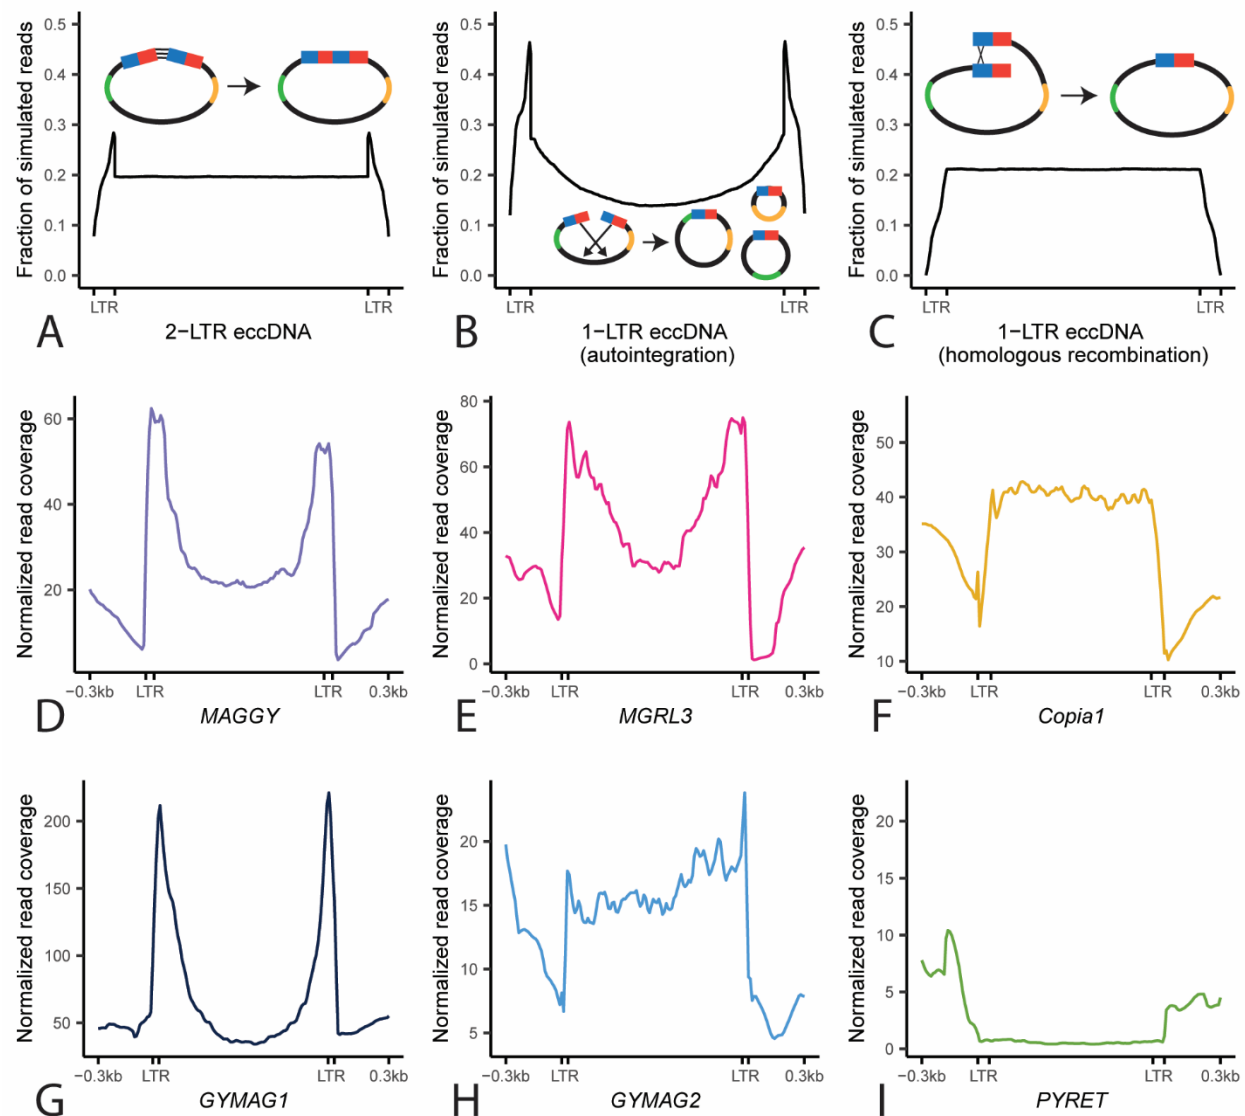 Fraction of simulated reads
0.5
0.4
0.3
0.2
0.1
0.0
LTR
LTR
A
2−LTR eccDNA
Fraction of simulated reads
0.5
0.4
0.3
0.2
0.1
0.0
LTR
LTR
B
1−LTR eccDNA
(autointegration)
Fraction of simulated reads
0.5
0.4
0.3
0.2
0.1
0.0
LTR
LTR
C
1−LTR eccDNA
(homologous recombination)
Normalized read coverage
60
40
20
−0.3kb
LTR
LTR
0.3kb
D
MAGGY
Normalized read coverage
80
60
40
20
0
−0.3kb
LTR
LTR
0.3kb
E
MGRL3
Normalized read coverage
50
40
30
20
10
−0.3kb
LTR
LTR
0.3kb
F
Copia1
Normalized read coverage
200
150
100
50
−0.3kb
LTR
LTR
0.3kb
G
GYMAG1
Normalized read coverage
20
15
10
5
−0.3kb
LTR
LTR
0.3kb
H
GYMAG2
Normalized read coverage
20
15
10
5
0
−0.3kb
LTR
LTR
0.3kb
I
PYRET